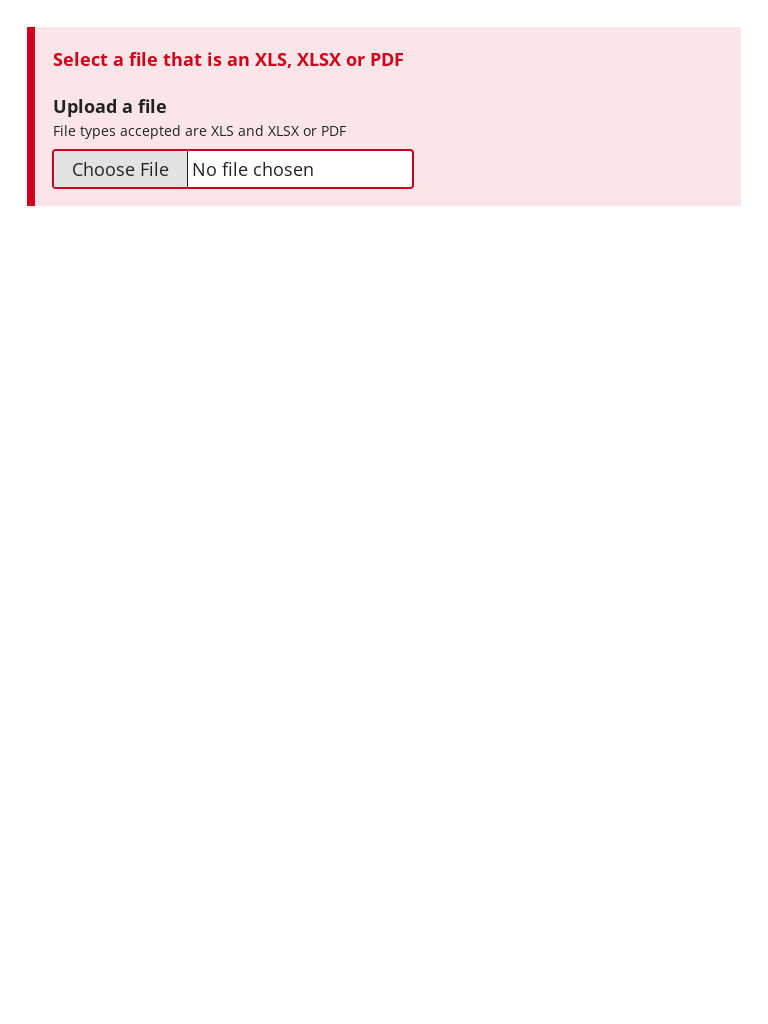 Select a file that is an XLS, XLSX or PDF
Upload a file
File types accepted are XLS and XLSX or PDF
Choose File No file chosen